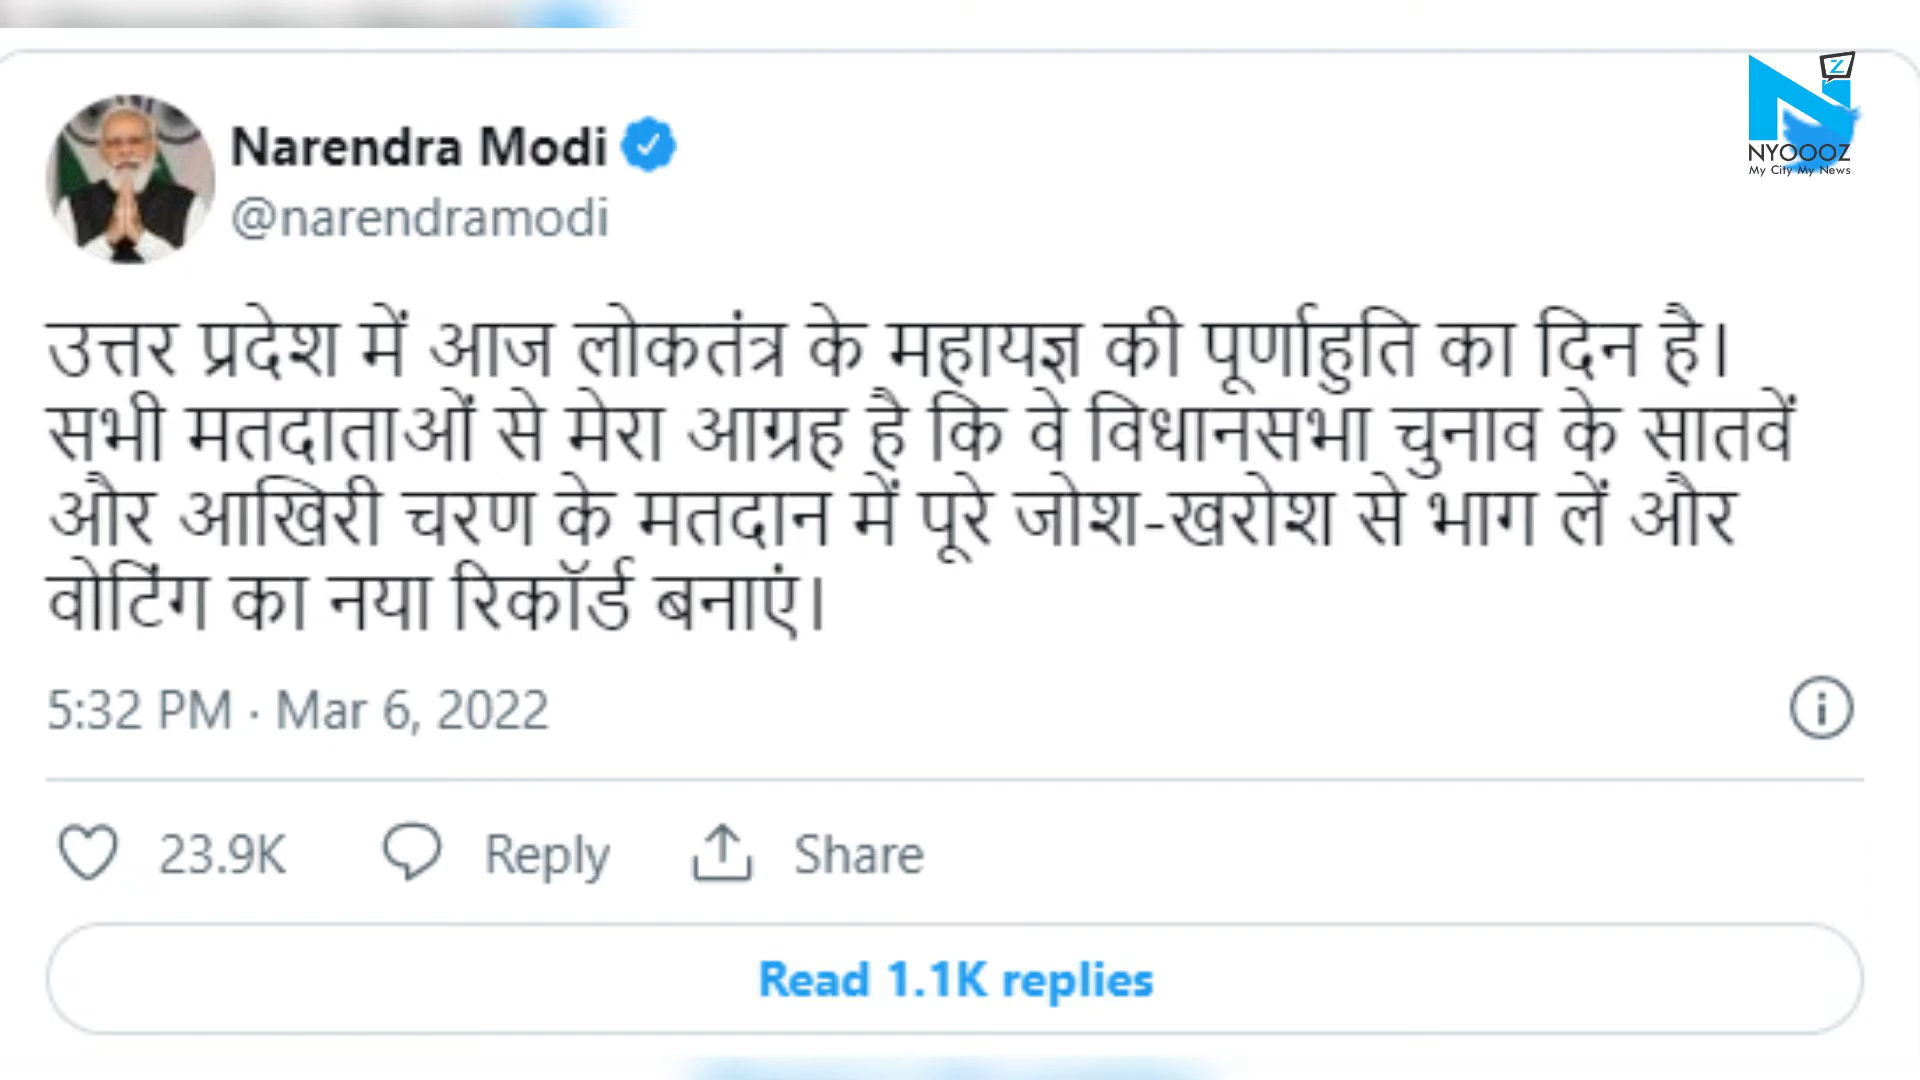 NYOOOZ
My City My News
Narendra Modi
@narendramodi
उत्तर प्रदेश में आज लोकतंत्र के महायज्ञ की पूर्णाहुति का दिन है।
सभी मतदाताओं से मेरा आग्रह है कि वे विधानसभा चुनाव के सातवें
और आखिरी चरण के मतदान में पूरे जोश-खरोश से भाग लें और
वोटिंग का नया रिकॉर्ड बनाएं।
5:32 PM · Mar 6, 2022
23.9K Reply Share
Read 1.1K replies